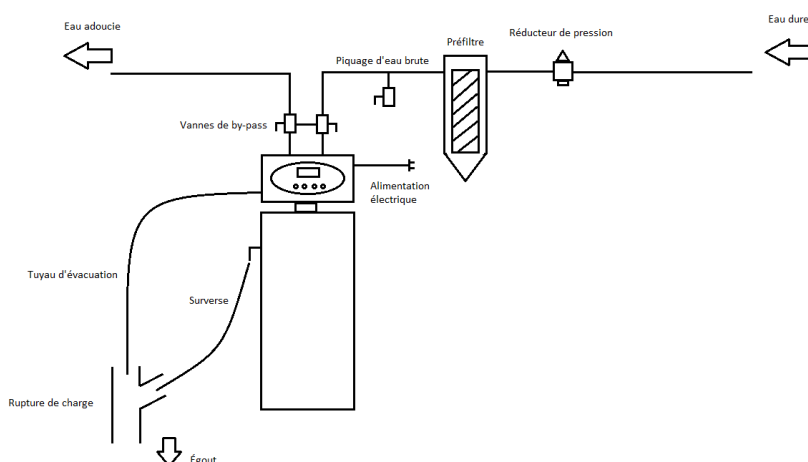 Eau adoucie
Eau dure
Réducteur de pression
Préfiltre
Piquage d'eau brute
Vannes de by-pass
Alimentation
électrique
Tuyau d'évacuation
Surverse
Rupture de charge
Égout